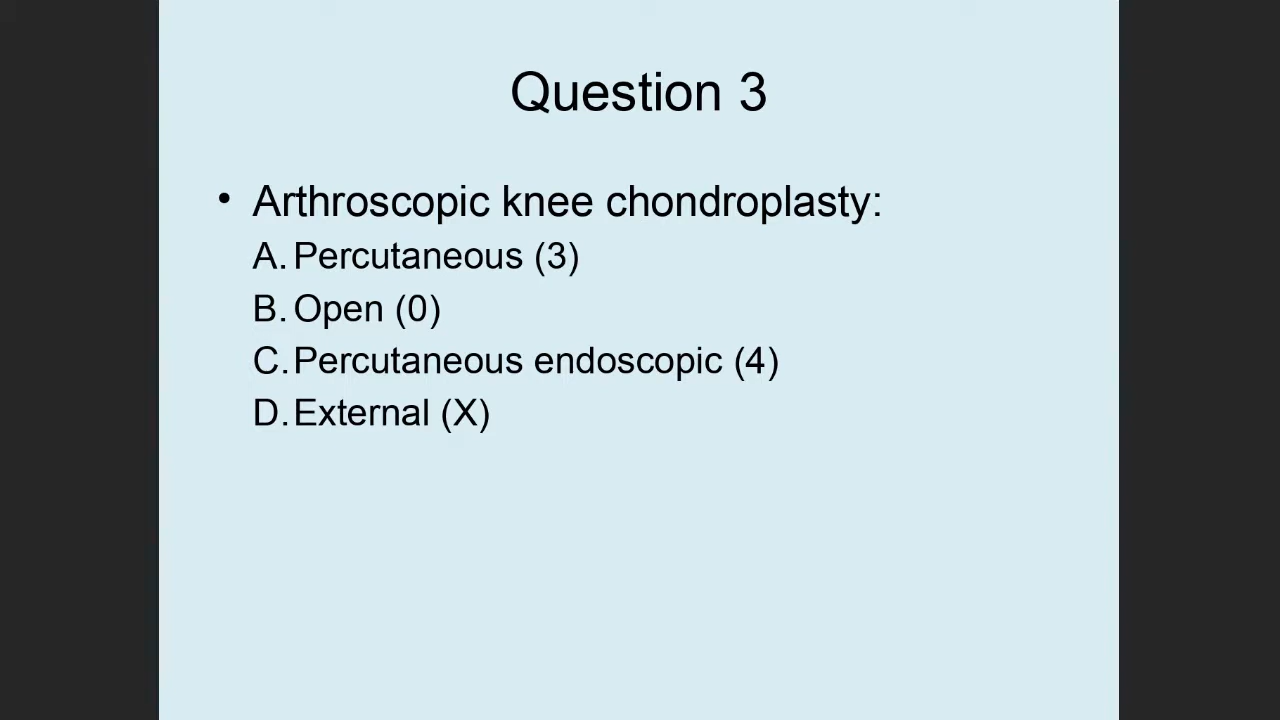 Question 3
• Arthroscopic knee chondroplasty:
A. Percutaneous (3)
B. Open (0)
C. Percutaneous endoscopic (4)
D. External (X)